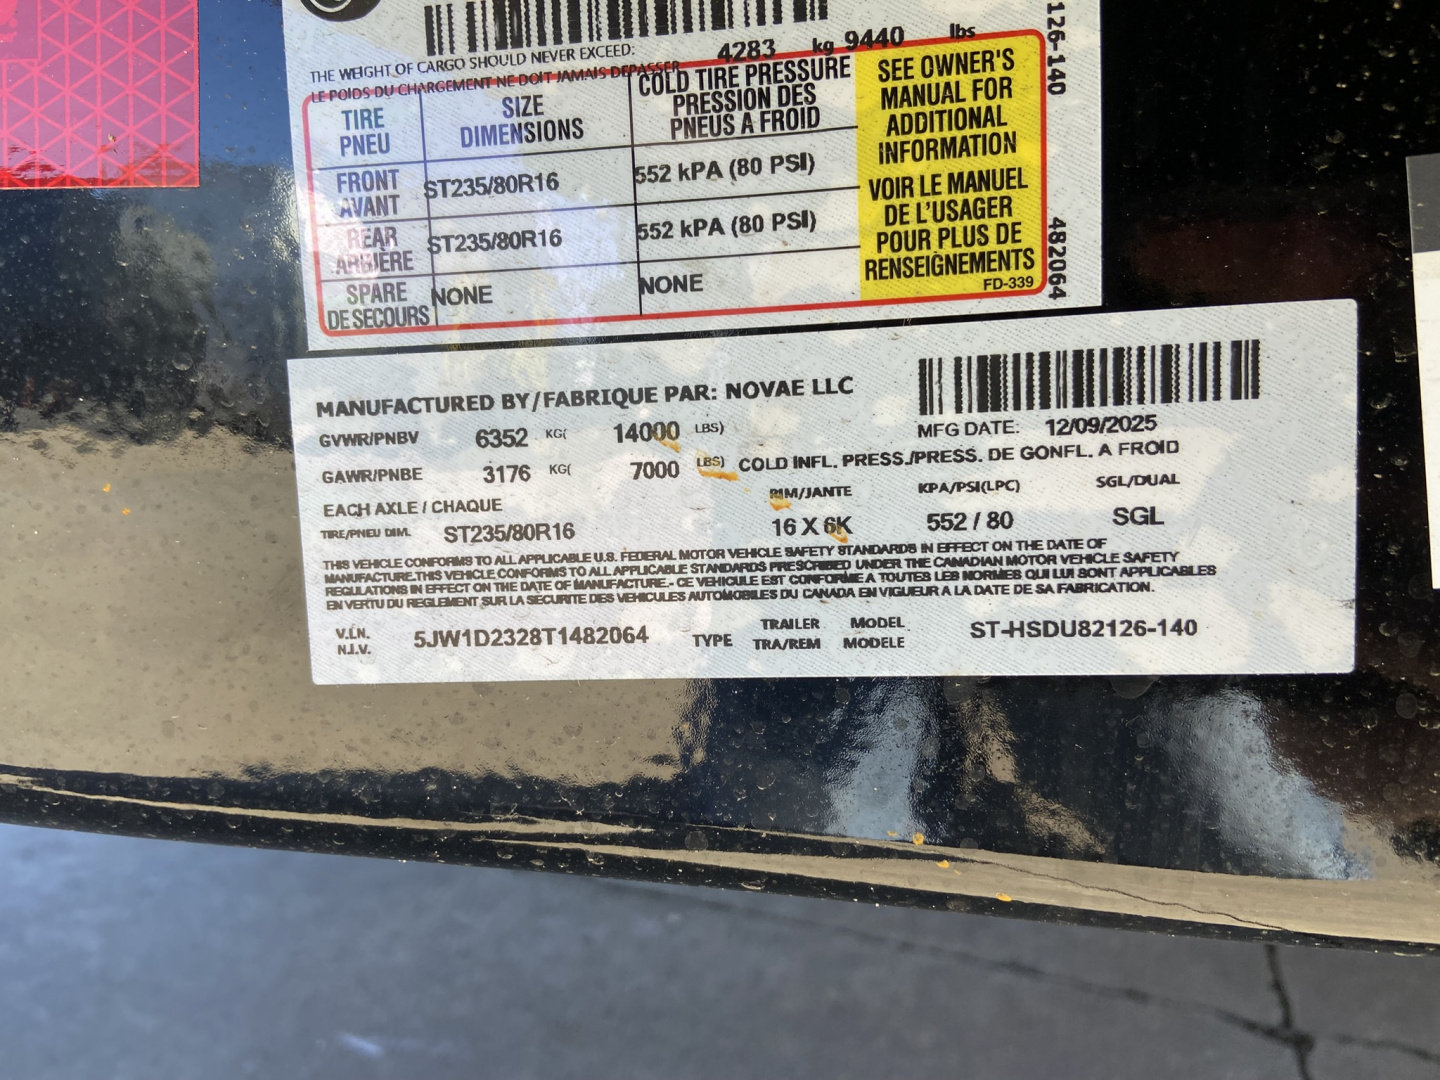 THE WEIGHT OF CARGO SHOULD NEVER EXCEED: 4283 kg 9440 lbs
LE POIDS DU CHARGEMENT NE DOIT JAMAIS DEPASSER
TIRE
PNEU
SIZE
DIMENSIONS
COLD TIRE PRESSURE
PRESSION DES
PNEUS A FROID
FRONT
AVANT
ST235/80R16
552 kPA (80 PSI)
REAR
ARRIÈRE
ST235/80R16
552 kPA (80 PSI)
SPARE
DE SECOURS
NONE
NONE
SEE OWNER'S
MANUAL FOR
ADDITIONAL
INFORMATION
VOIR LE MANUEL
DE L'USAGER
POUR PLUS DE
RENSEIGNEMENTS
FD-339
126-140
482064
MANUFACTURED BY/FABRIQUE PAR: NOVAE LLC
GVWR/PNBV 6352 KG( 14000 LBS)
MFG DATE: 12/09/2025
GAWR/PNBE 3176 KG( 7000 LBS) COLD INFL. PRESS./PRESS. DE GONFL. A FROID
EACH AXLE / CHAQUE
RIM/JANTE KPA/PSI(LPC) SGL/DUAL
TIRE/PNEU DIM. ST235/80R16 16 X 6K 552 / 80 SGL
THIS VEHICLE CONFORMS TO ALL APPLICABLE U.S. FEDERAL MOTOR VEHICLE SAFETY STANDARDS IN EFFECT ON THE DATE OF
MANUFACTURE.THIS VEHICLE CONFORMS TO ALL APPLICABLE STANDARDS PRESCRIBED UNDER THE CANADIAN MOTOR VEHICLE SAFETY
REGULATIONS IN EFFECT ON THE DATE OF MANUFACTURE.- CE VEHICULE EST CONFORME A TOUTES LES NORMES QUI LUI SONT APPLICABLES
EN VERTU DU REGLEMENT SUR LA SECURITE DES VEHICULES AUTOMOBILES DU CANADA EN VIGUEUR A LA DATE DE SA FABRICATION.
V.I.N.
N.I.V.
5JW1D2328T1482064
TYPE
TRAILER
TRA/REM
MODEL
MODELE
ST-HSDU82126-140